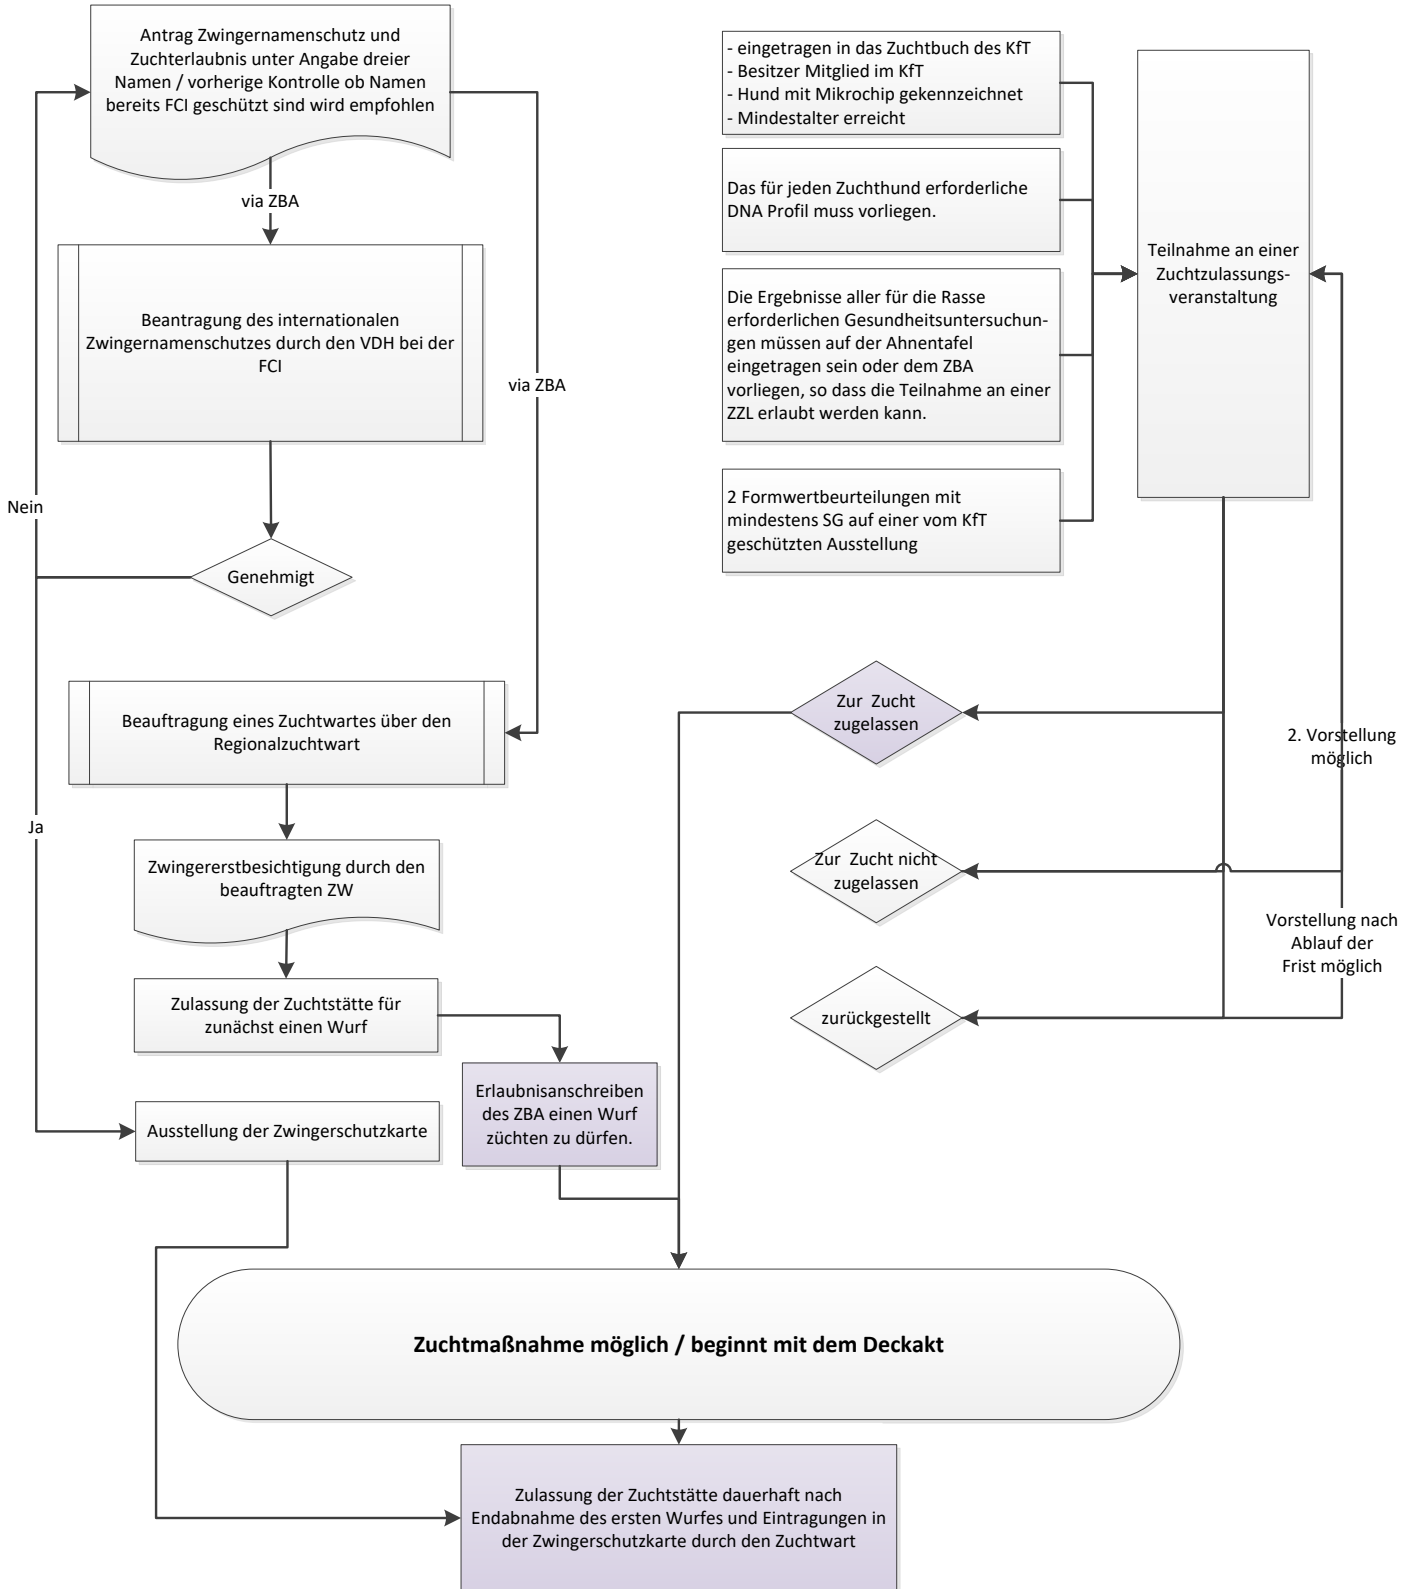 Antrag Zwingernamenschutz und
Zuchterlaubnis unter Angabe dreier
Namen / vorherige Kontrolle ob Namen
bereits FCI geschützt sind wird empfohlen
via ZBA
Beantragung des internationalen
Zwingernamenschutzes durch den VDH bei der
FCI
via ZBA
Nein
Genehmigt
Beauftragung eines Zuchtwartes über den
Regionalzuchtwart
Ja
Zwingererstbesichtigung durch den
beauftragten ZW
Zulassung der Zuchtstätte für
zunächst einen Wurf
Erlaubnisanschreiben
des ZBA einen Wurf
züchten zu dürfen.
Ausstellung der Zwingerschutzkarte
- eingetragen in das Zuchtbuch des KfT
- Besitzer Mitglied im KfT
- Hund mit Mikrochip gekennzeichnet
- Mindestalter erreicht
Das für jeden Zuchthund erforderliche
DNA Profil muss vorliegen.
Die Ergebnisse aller für die Rasse
erforderlichen Gesundheitsuntersuchun-
gen müssen auf der Ahnentafel
eingetragen sein oder dem ZBA
vorliegen, so dass die Teilnahme an einer
ZZL erlaubt werden kann.
2 Formwertbeurteilungen mit
mindestens SG auf einer vom KfT
geschützten Ausstellung
Teilnahme an einer
Zuchtzulassungs-
veranstaltung
Zur Zucht
zugelassen
2. Vorstellung
möglich
Zur Zucht nicht
zugelassen
Vorstellung nach
Ablauf der
Frist möglich
zurückgestellt
Zuchtmaßnahme möglich / beginnt mit dem Deckakt
Zulassung der Zuchtstätte dauerhaft nach
Endabnahme des ersten Wurfes und Eintragungen in
der Zwingerschutzkarte durch den Zuchtwart